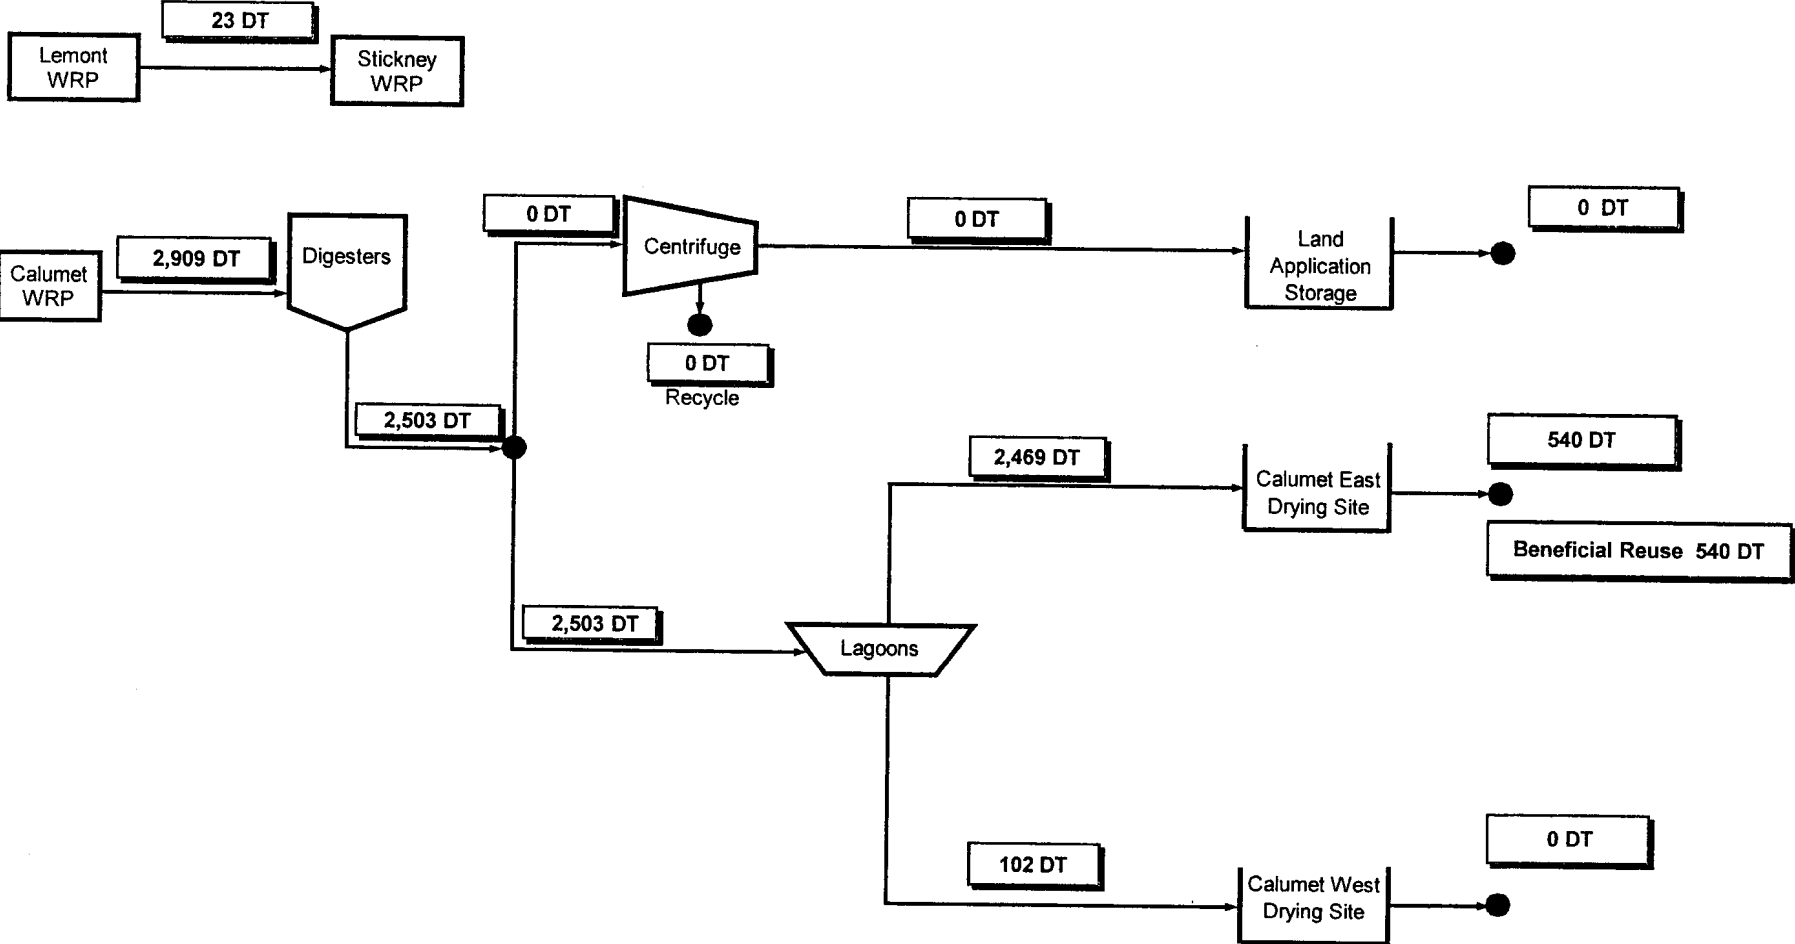 23 DT
Lemont
WRP
Stickney
WRP
0 DT
0 DT
0 DT
2,909 DT
Digesters
Centrifuge
Land
Application
Storage
Calumet
WRP
0 DT
Recycle
2,503 DT
2,469 DT
540 DT
Calumet East
Drying Site
Beneficial Reuse 540 DT
2,503 DT
Lagoons
102 DT
0 DT
Calumet West
Drying Site